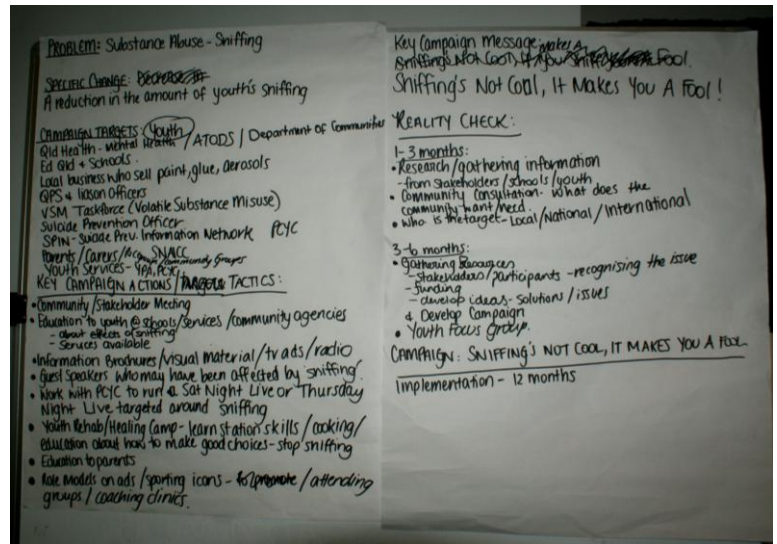 PROBLEM: Substance Abuse - Sniffing
SPECIFIC CHANGE:
A reduction in the amount of youth's sniffing
CAMPAIGN TARGETS: Youth
Qld Health - Mental Health / ATODS / Department of Communities
Ed Qld & Schools.
Local business who sell paint, glue, aerosols
QPS & liason Officers
VSM Taskforce (Volatile Substance Misuse)
Suicide Prevention Officer
SPIN - Suicide Prev. Information Network PCYC
Parents / Carers / SNACC
Youth Services - YPA, PCYC / community Groups
KEY CAMPAIGN ACTIONS / TACTICS:
• Community / Stakeholder Meeting
• Education to youth @ schools / services / community agencies
- about effects of sniffing
- Services available
• Information Brochures / visual material / tv ads / radio
• Guest Speakers who may have been affected by 'sniffing'.
• Work with PCYC to run a Sat Night Live or Thursday
Night Live targeted around sniffing
• Youth Rehab / Healing Camp - learn station skills / cooking /
education about how to make good choices - stop sniffing
• Education to parents
• Role Models on ads / sporting icons - / attending
groups / coaching clinics.
Key Campaign Message
Sniffing's Not Cool, It makes A Fool.
Sniffing's Not Cool, It Makes You A Fool!
REALITY CHECK:
1-3 months:
• Research / gathering information
- from Stakeholders / schools / youth
• Community Consultation - what does the
community want / need.
• Who is the target - Local / National / International
3-6 months:
• Gathering Resources
- Stakeholders / participants - recognising the issue
- funding
- develop ideas - Solutions / issues
& Develop Campaign
• Youth Focus Group.
CAMPAIGN: SNIFFING'S NOT COOL, IT MAKES YOU A FOOL
Implementation - 12 months